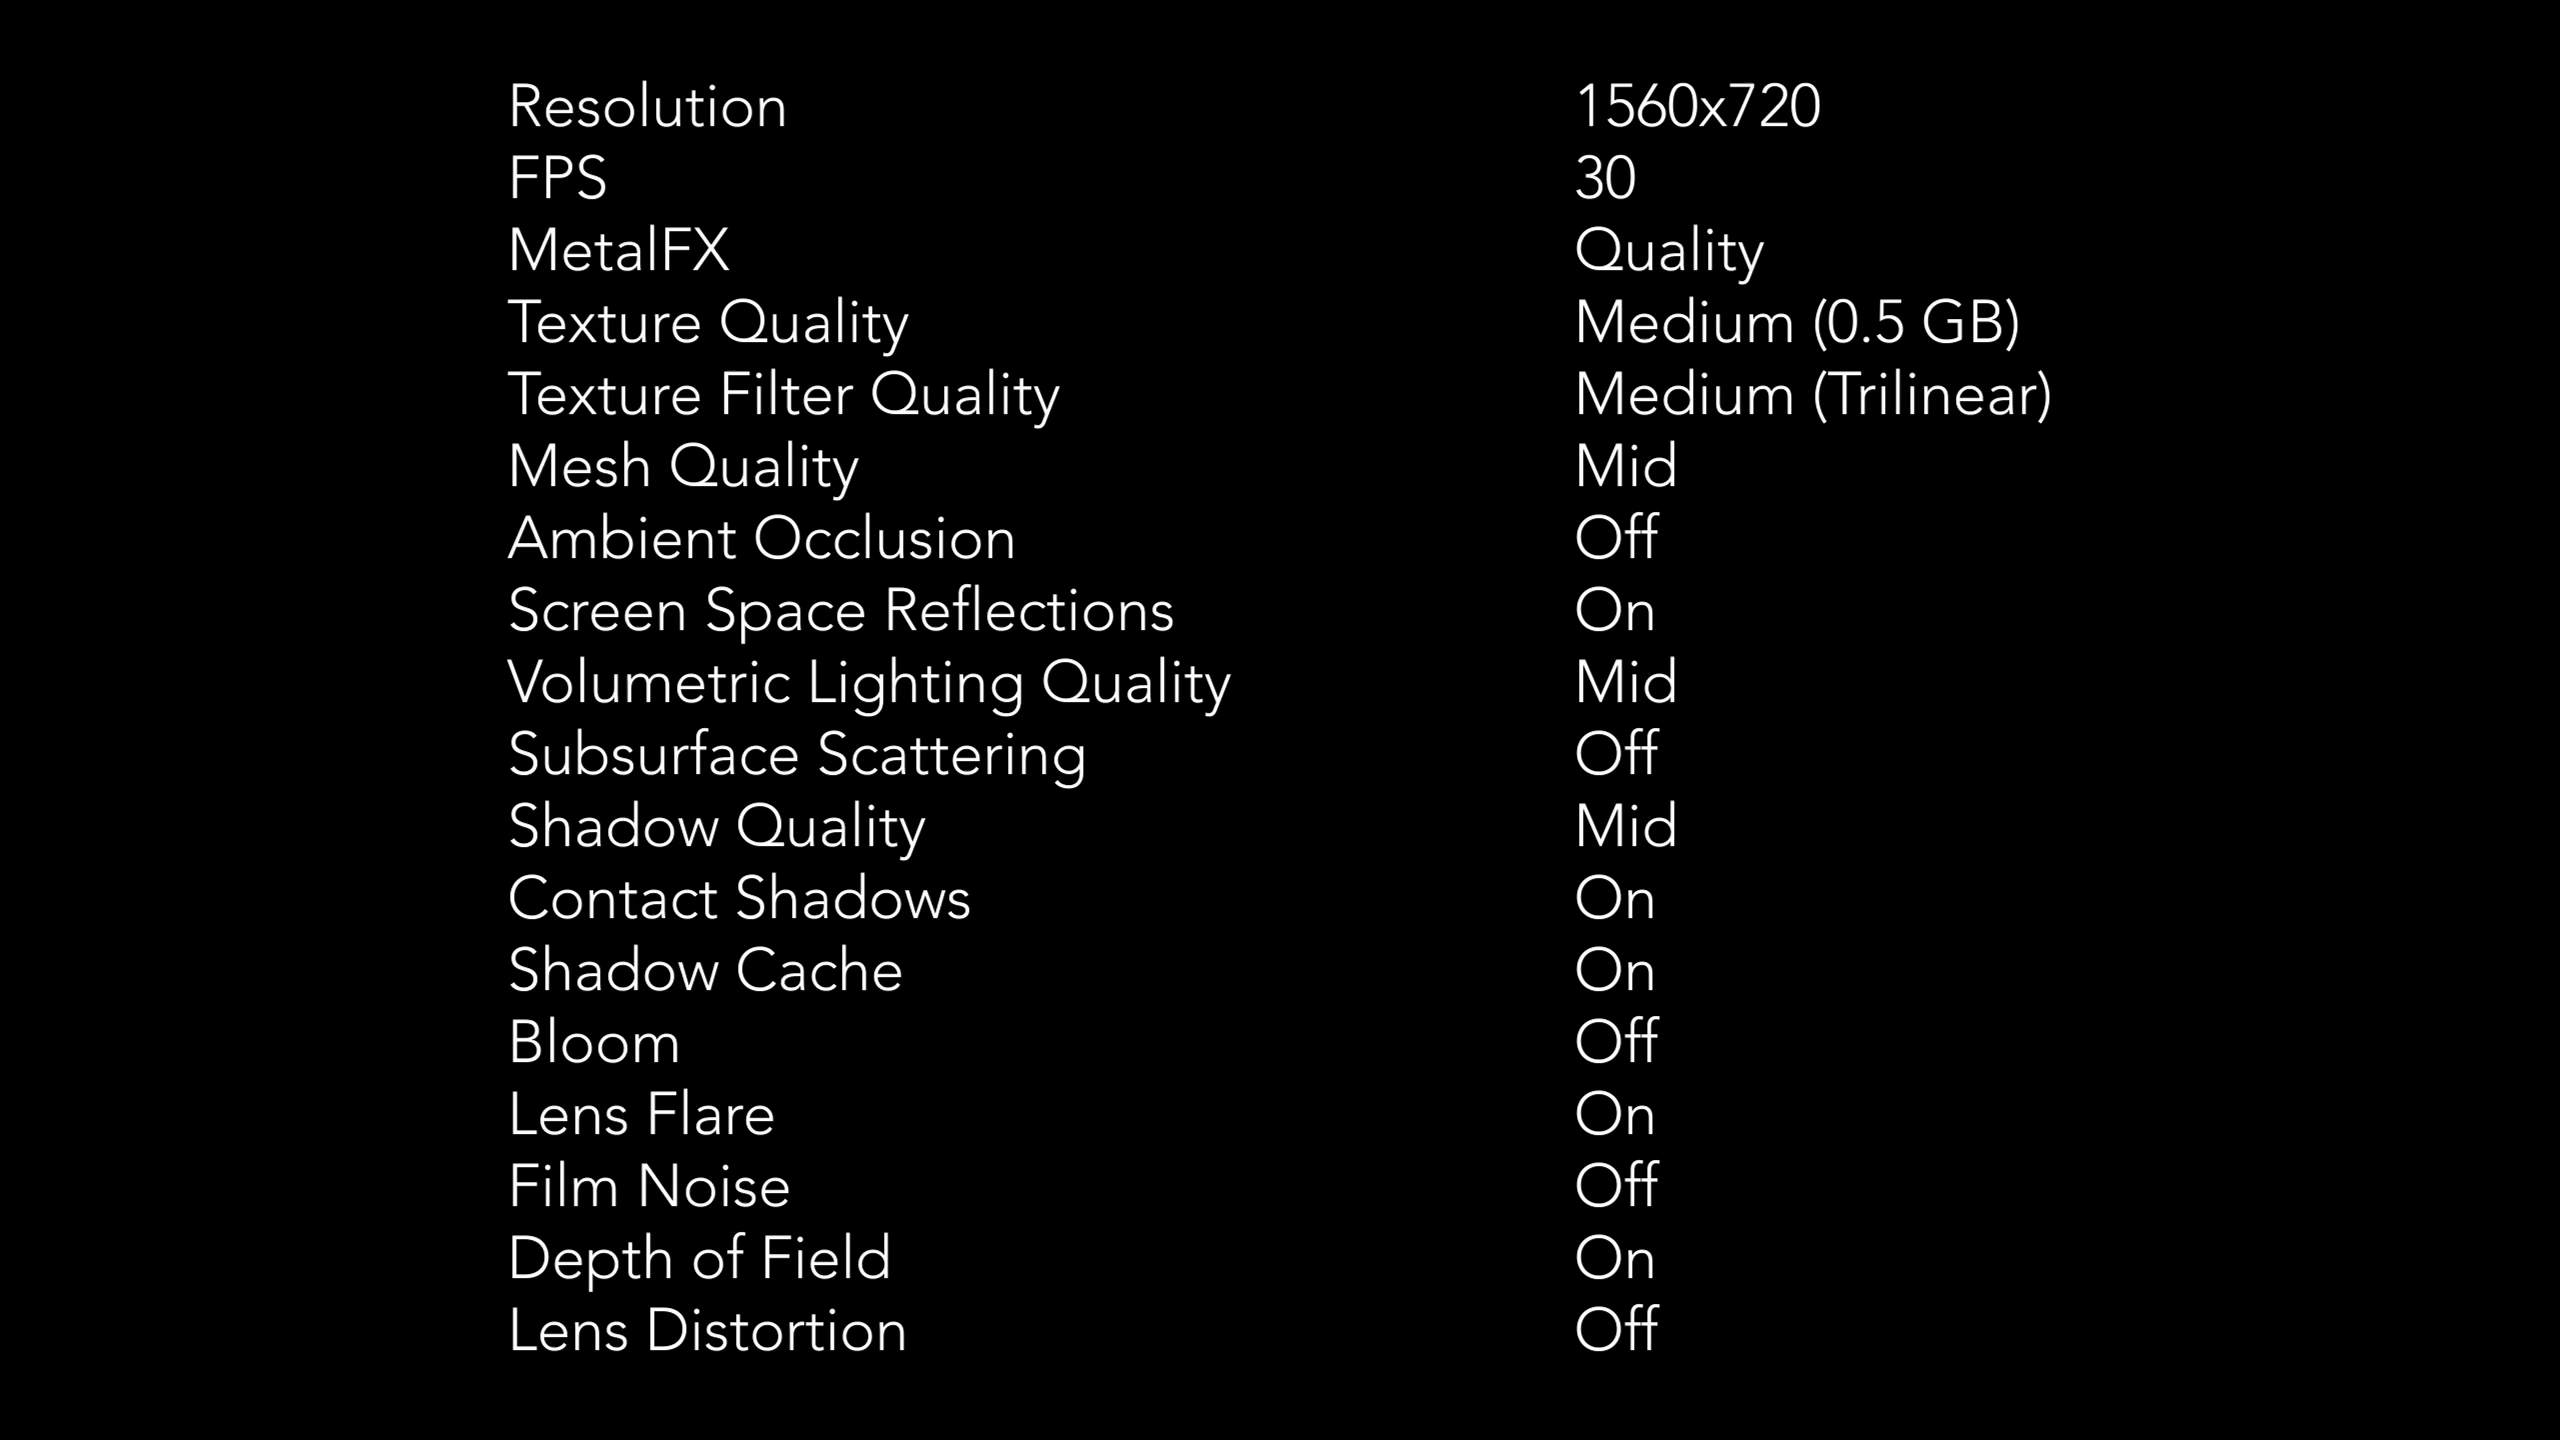 Resolution 1560x720
FPS 30
MetalFX Quality
Texture Quality Medium (0.5 GB)
Texture Filter Quality Medium (Trilinear)
Mesh Quality Mid
Ambient Occlusion Off
Screen Space Reflections On
Volumetric Lighting Quality Mid
Subsurface Scattering Off
Shadow Quality Mid
Contact Shadows On
Shadow Cache On
Bloom Off
Lens Flare On
Film Noise Off
Depth of Field On
Lens Distortion Off